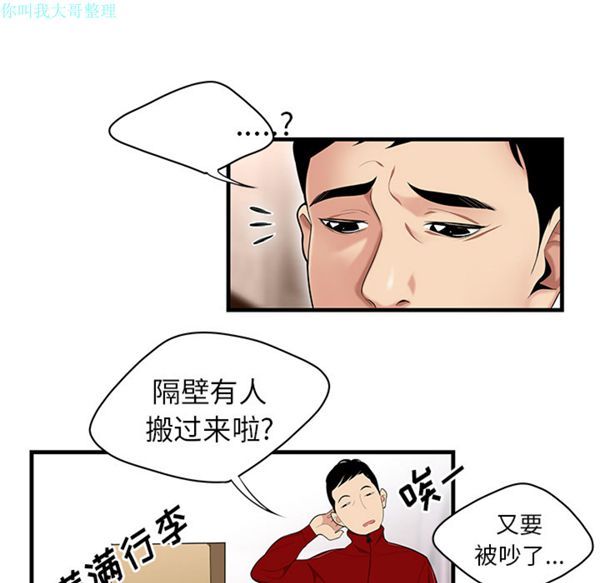 你叫我大哥整理
.....?
隔壁有人
搬过来啦?
唉一
满行李
又要
被吵了...